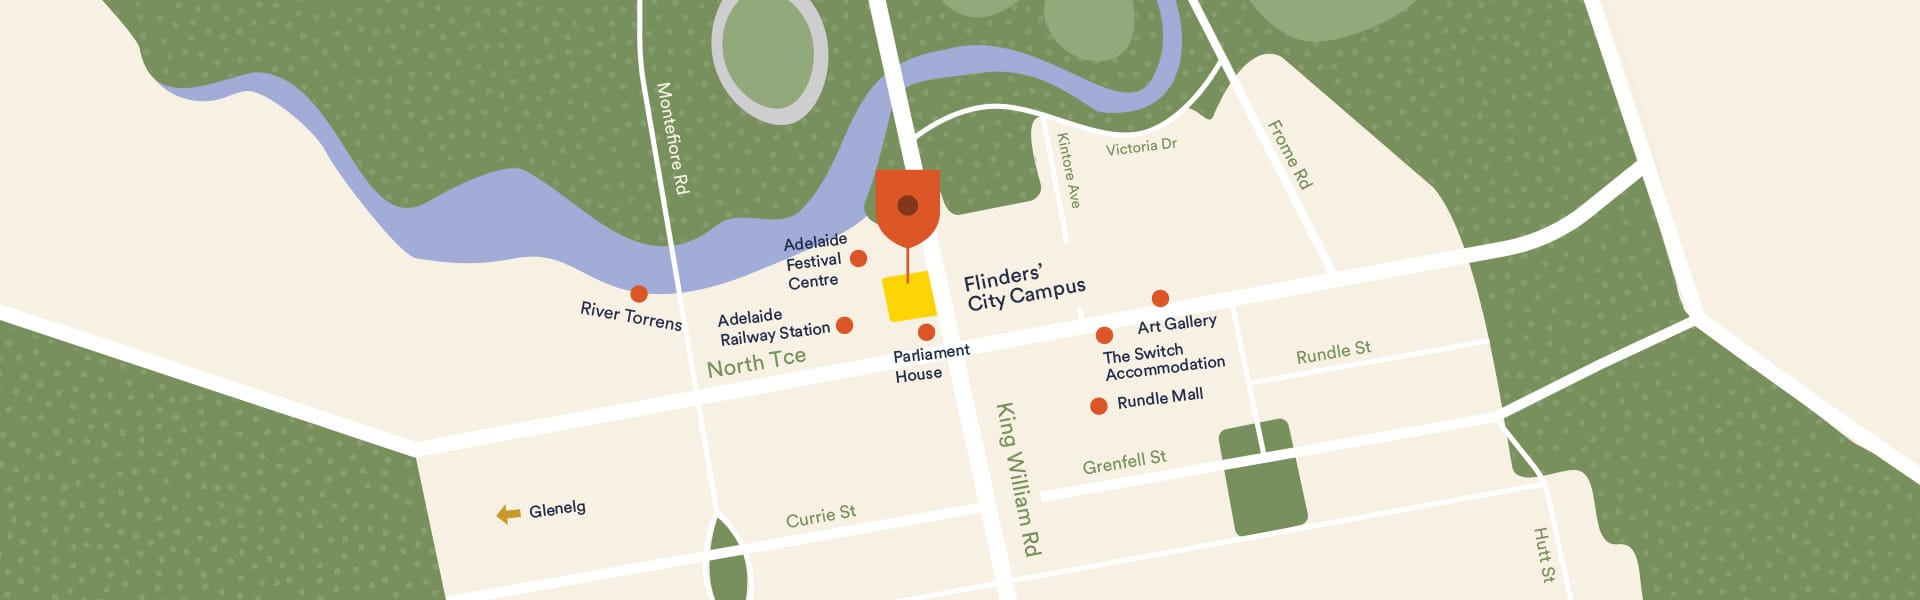 Montefiore Rd
Kintore Ave
Victoria Dr
Frome Rd
Adelaide
Festival
Centre
Flinders’
City Campus
River Torrens
Adelaide
Railway Station
North Tce
Parliament
House
Art Gallery
The Switch
Accommodation
Rundle St
Rundle Mall
King William Rd
Grenfell St
Glenelg
Currie St
Hutt St